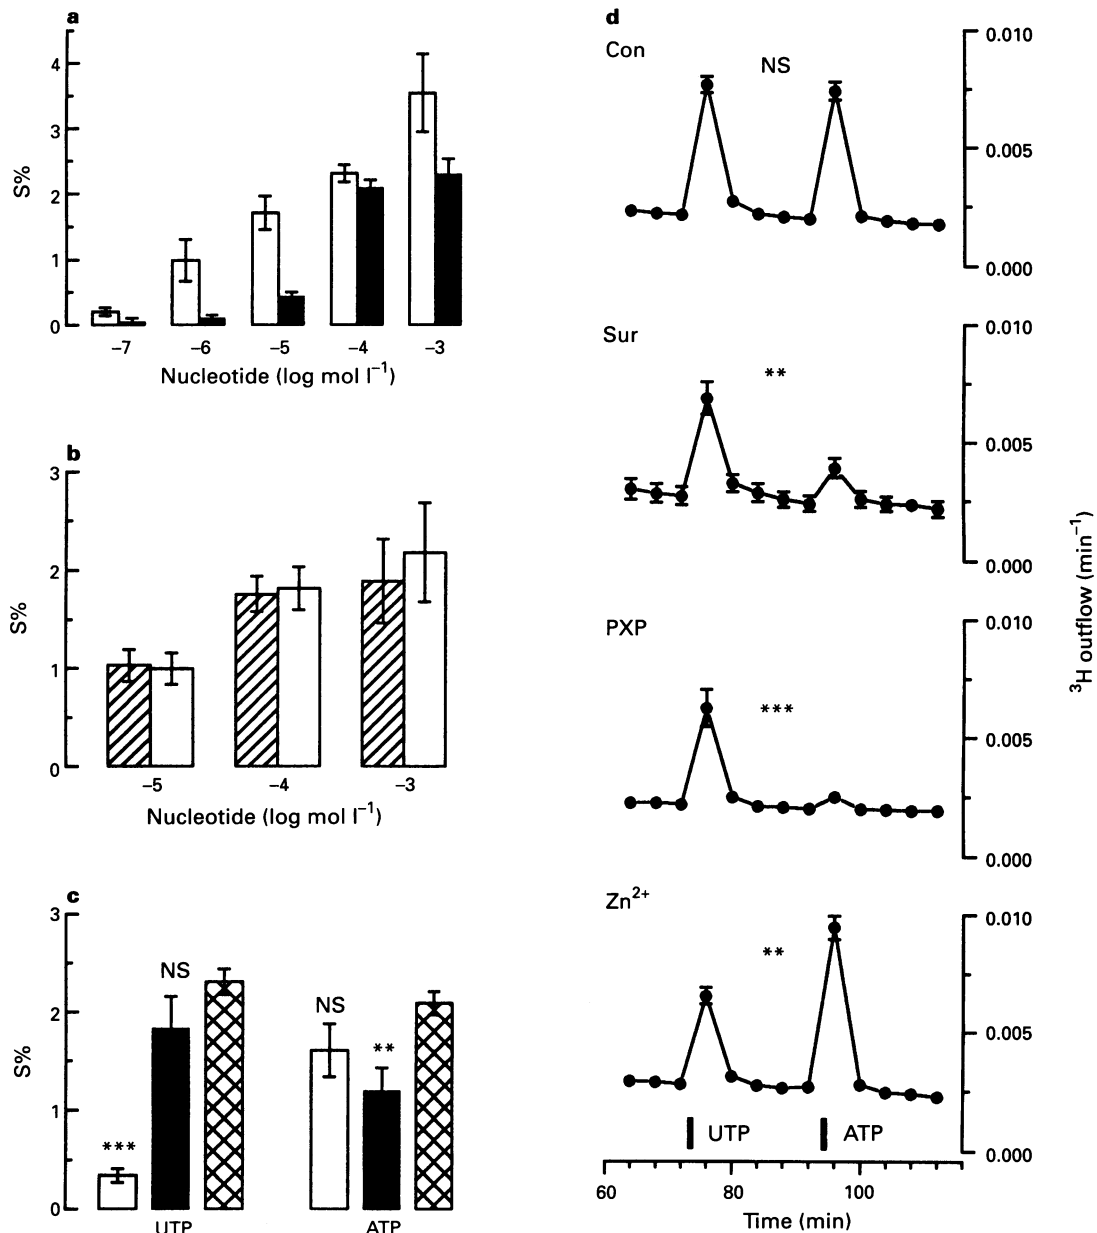 a
4
3
2
1
0
S%
–7 –6 –5 –4 –3
Nucleotide (log mol l⁻¹)
b
3
2
1
0
S%
–5 –4 –3
Nucleotide (log mol l⁻¹)
c
3
2
1
0
S%
***
NS
NS
**
UTP ATP
d
Con
NS
0.010
0.005
0.000
Sur
**
0.010
0.005
0.000
PXP
***
0.010
0.005
0.000
Zn²⁺
**
0.010
0.005
0.000
UTP ATP
60 80 100
Time (min)
³H outflow (min⁻¹)